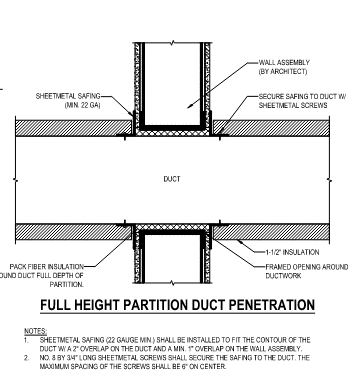 WALL ASSEMBLY
(BY ARCHITECT)
SHEETMETAL SAFING
(MIN. 22 GA)
SECURE SAFING TO DUCT W/
SHEETMETAL SCREWS
DUCT
1-1/2" INSULATION
PACK FIBER INSULATION
OUND DUCT FULL DEPTH OF
PARTITION.
FRAMED OPENING AROUND
DUCTWORK
FULL HEIGHT PARTITION DUCT PENETRATION
NOTES:
1. SHEETMETAL SAFING (22 GAUGE MIN.) SHALL BE INSTALLED TO FIT THE CONTOUR OF THE
DUCT W/ A 2" OVERLAP ON THE DUCT AND A MIN. 1" OVERLAP ON THE WALL ASSEMBLY.
2. NO. 8 BY 3/4" LONG SHEETMETAL SCREWS SHALL SECURE THE SAFING TO THE DUCT. THE
MAXIMUM SPACING OF THE SCREWS SHALL BE 6" ON CENTER.